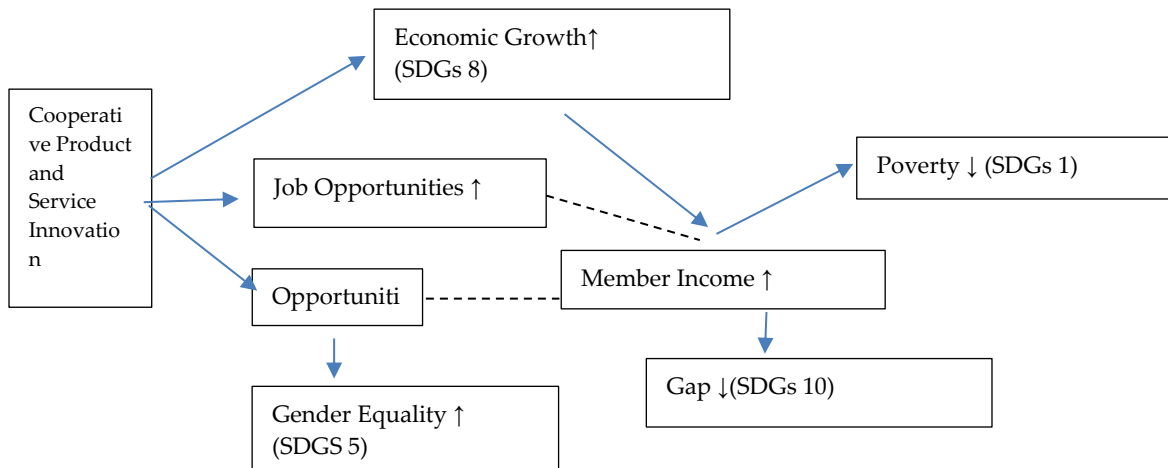 Economic Growth↑
(SDGs 8)
Cooperati
ve Product
and
Service
Innovatio
n
Job Opportunities ↑
Poverty ↓ (SDGs 1)
Opportuniti
Member Income ↑
Gender Equality ↑
(SDGS 5)
Gap ↓(SDGs 10)